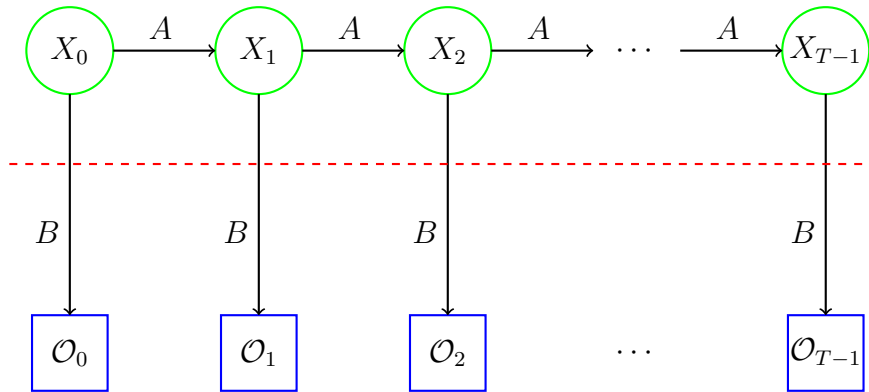 X₀ A X₁ A X₂ A ⋯ A X_{T−1}
B B B B
𝒪₀ 𝒪₁ 𝒪₂ ⋯ 𝒪_{T−1}